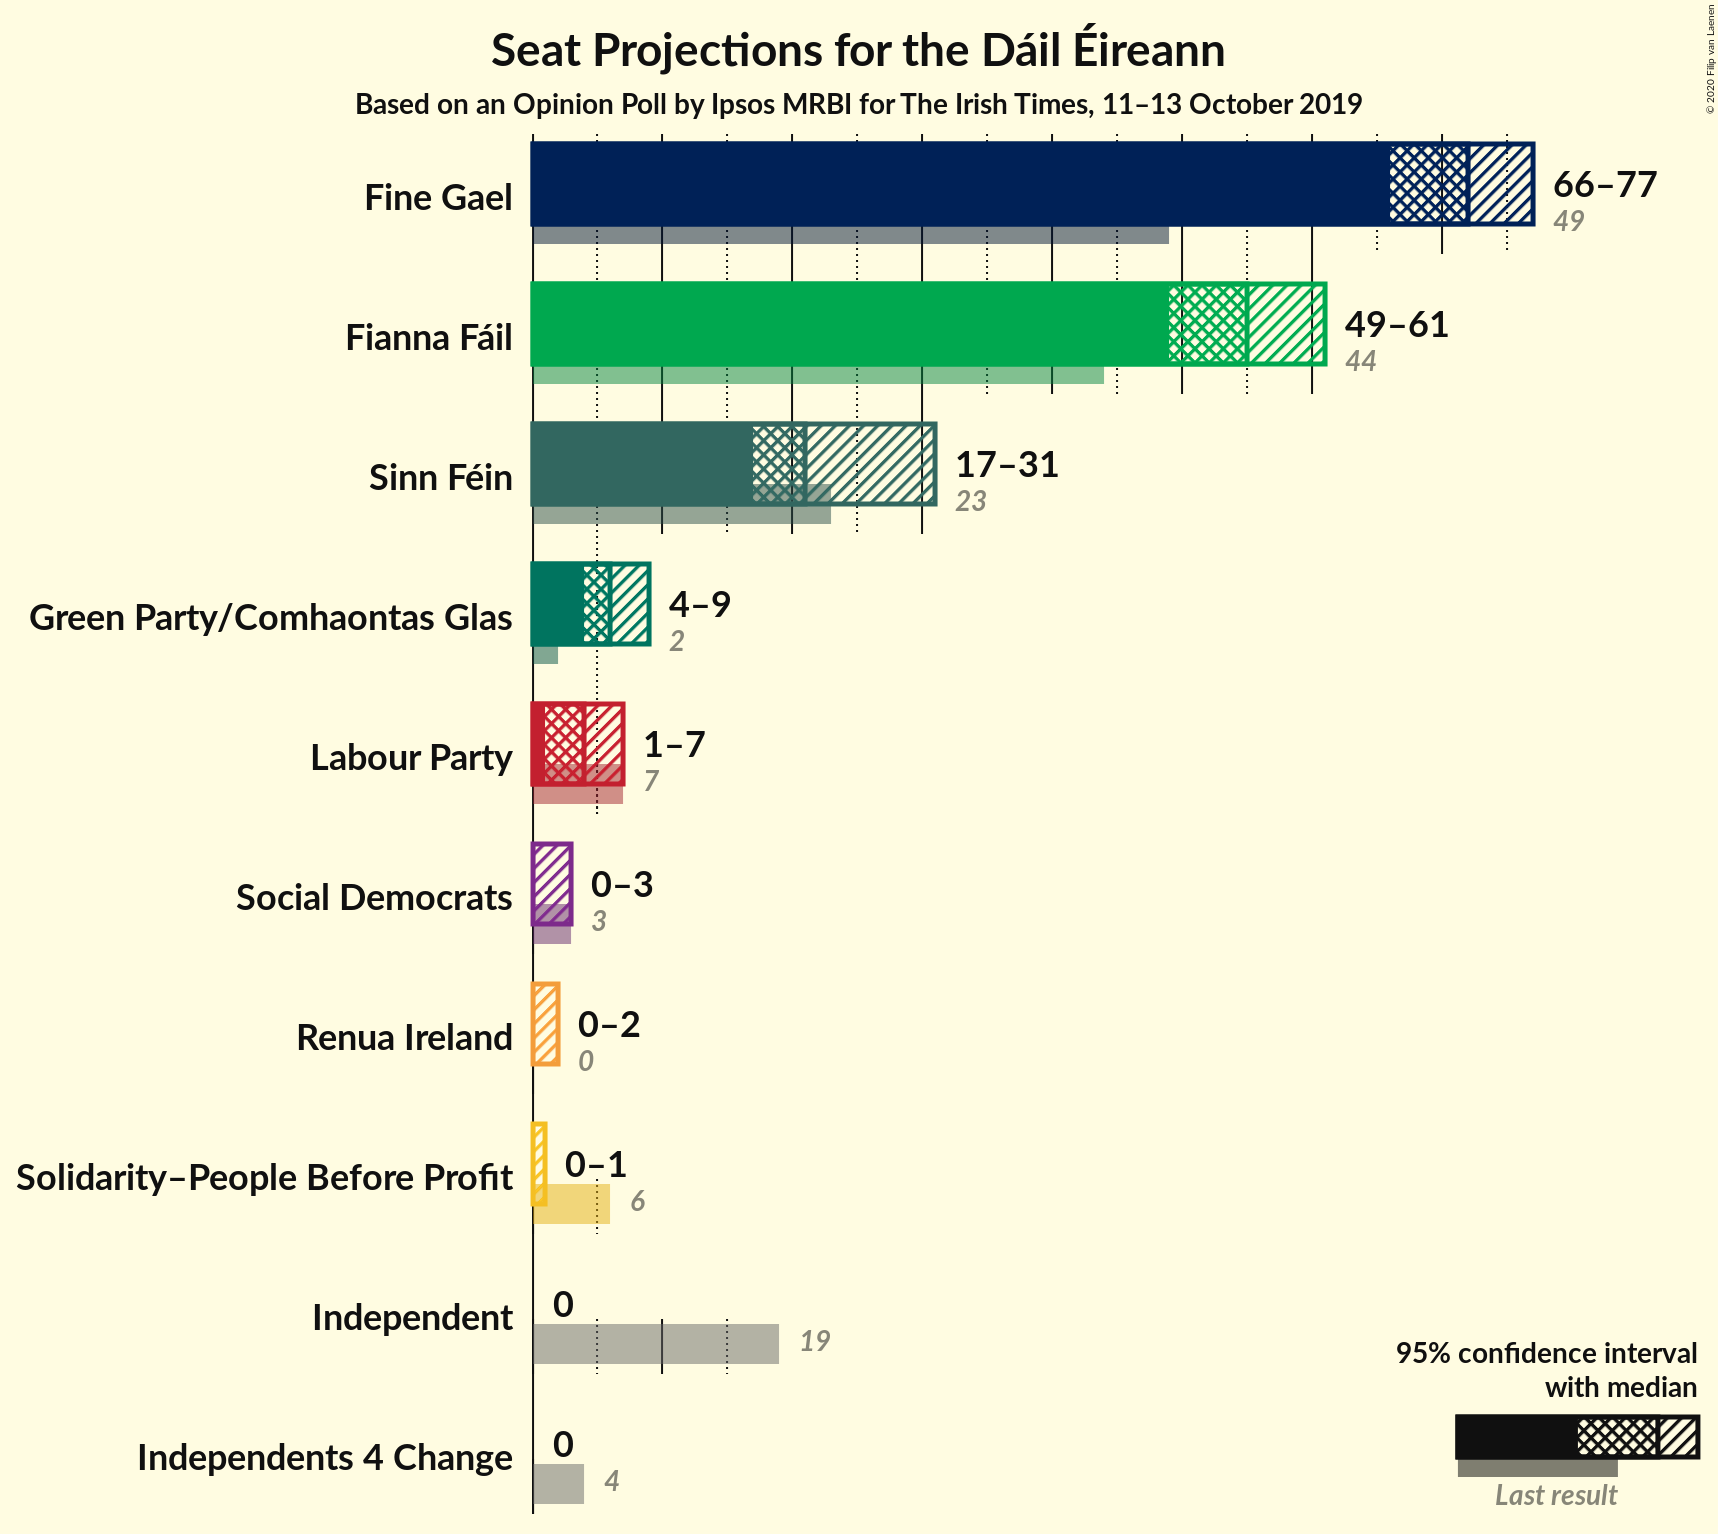 Seat Projections for the Dáil Éireann
Based on an Opinion Poll by Ipsos MRBI for The Irish Times, 11–13 October 2019
© 2020 Filip van Laenen
Fine Gael
66–77
49
Fianna Fáil
49–61
44
Sinn Féin
17–31
23
Green Party/Comhaontas Glas
4–9
2
Labour Party
1–7
7
Social Democrats
0–3
3
Renua Ireland
0–2
0
Solidarity–People Before Profit
0–1
6
Independent
0
19
Independents 4 Change
0
4
95% confidence interval
with median
Last result